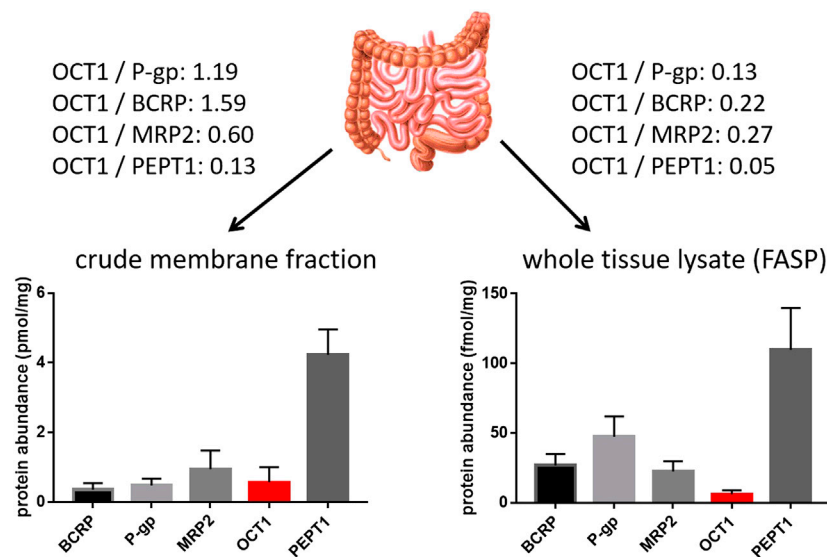 OCT1 / P-gp: 1.19
OCT1 / BCRP: 1.59
OCT1 / MRP2: 0.60
OCT1 / PEPT1: 0.13
OCT1 / P-gp: 0.13
OCT1 / BCRP: 0.22
OCT1 / MRP2: 0.27
OCT1 / PEPT1: 0.05
crude membrane fraction
protein abundance (pmol/mg)
6
4
2
0
BCRP
P-gp
MRP2
OCT1
PEPT1
whole tissue lysate (FASP)
protein abundance (fmol/mg)
150
100
50
0
BCRP
P-gp
MRP2
OCT1
PEPT1